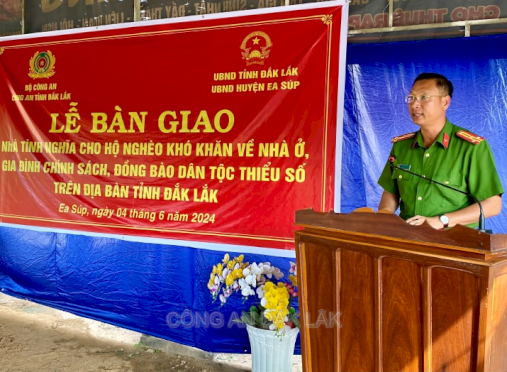 BỘ CÔNG AN
CÔNG AN TỈNH ĐẮK LẮK
UBND TỈNH ĐẮK LẮK
UBND HUYỆN EA SÚP
LỄ BÀN GIAO
NHÀ TÌNH NGHĨA CHO HỘ NGHÈO KHÓ KHĂN VỀ NHÀ Ở,
GIA ĐÌNH CHÍNH SÁCH, ĐỒNG BÀO DÂN TỘC THIỂU SỐ
TRÊN ĐỊA BÀN TỈNH ĐẮK LẮK
Ea Súp, ngày 04 tháng 6 năm 2024
CÔNG AN ĐẮK LẮK